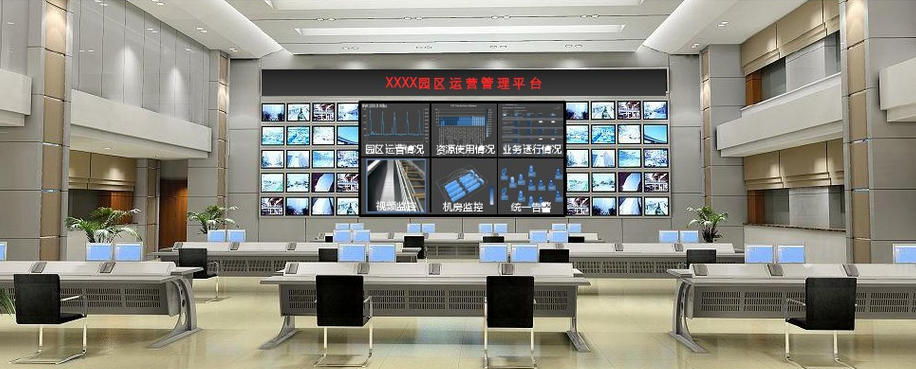 XXXX园区运营管理平台
园区运营情况
资源使用情况
业务运行情况
视频监控
机房监控
统一告警